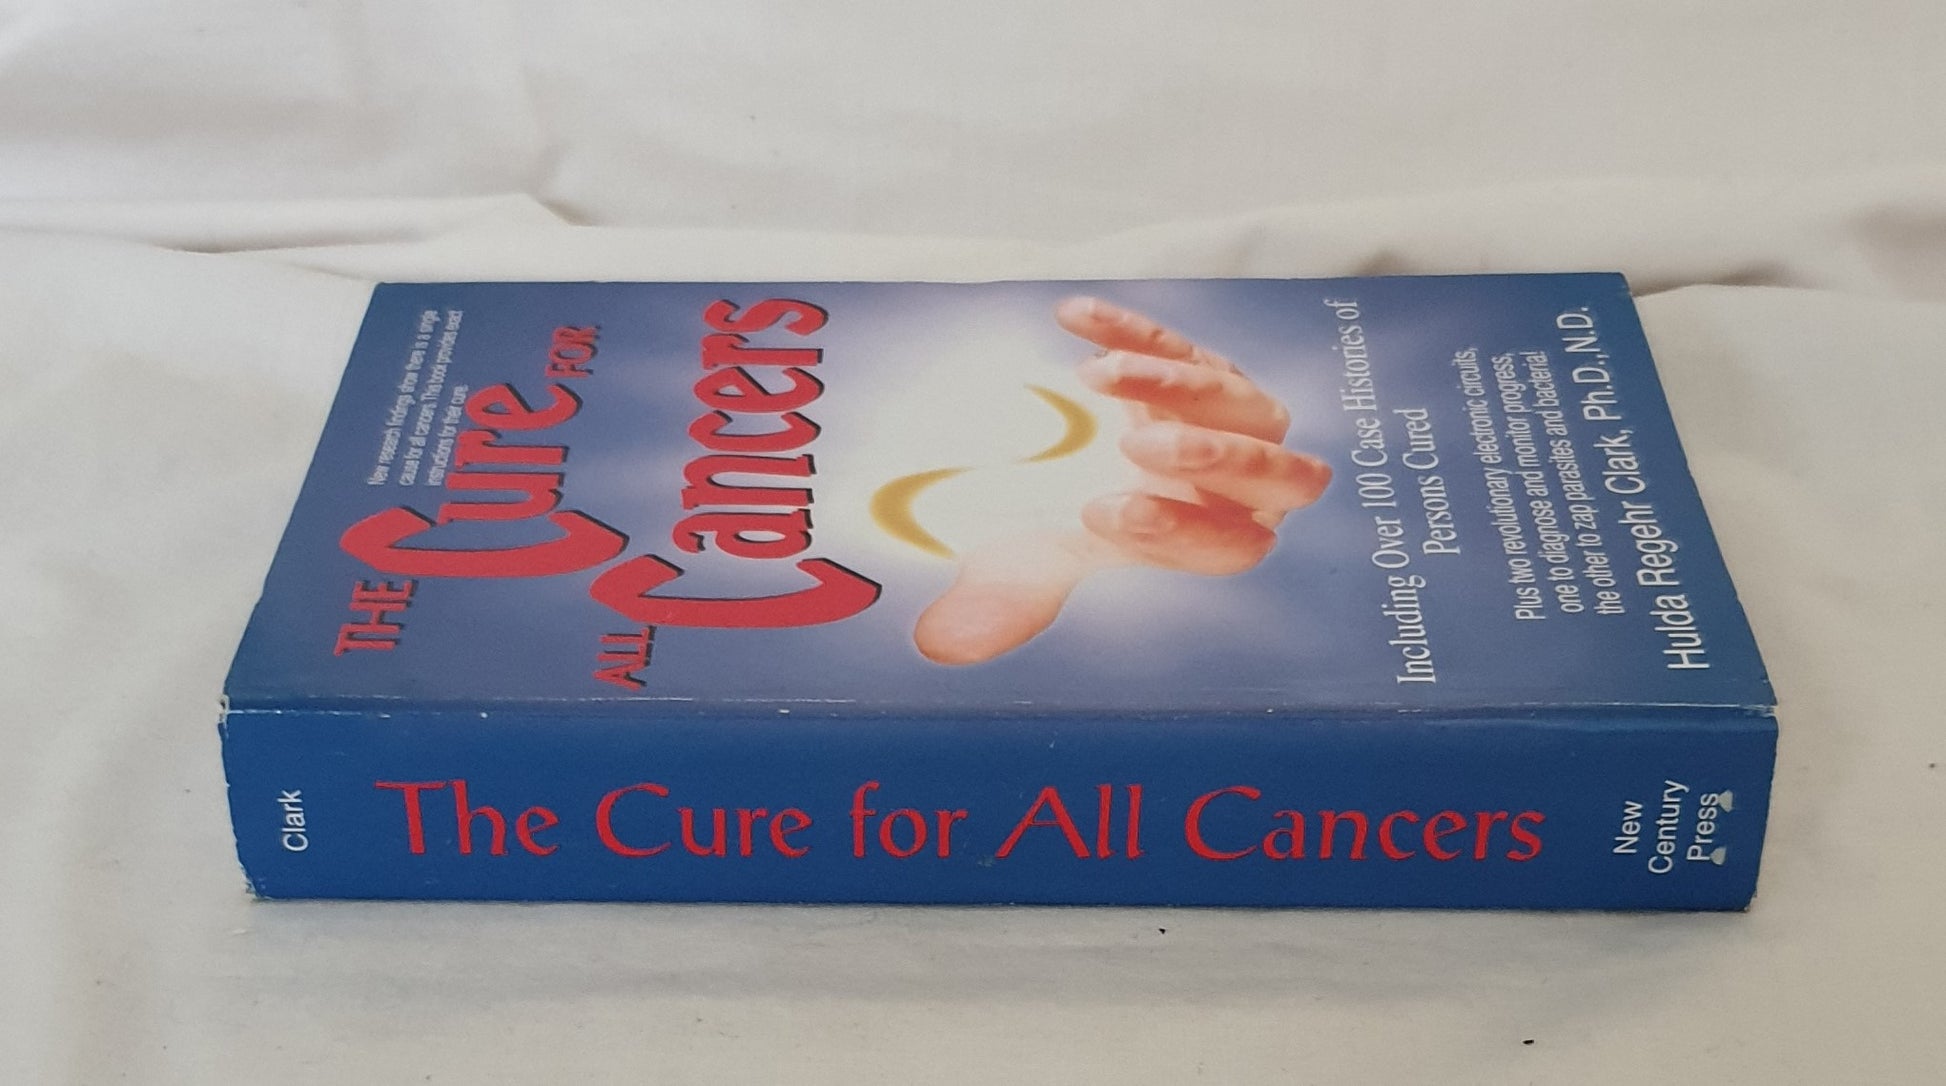 New research findings show there is a single
cause for all cancers. This book provides exact
instructions for their cure.
THE Cure FOR
ALL Cancers
Including Over 100 Case Histories of
Persons Cured
Plus two revolutionary electronic circuits,
one to diagnose and monitor progress,
the other to zap parasites and bacteria!
Hulda Regehr Clark, Ph.D., N.D.
Clark
The Cure for All Cancers
New
Century
Press